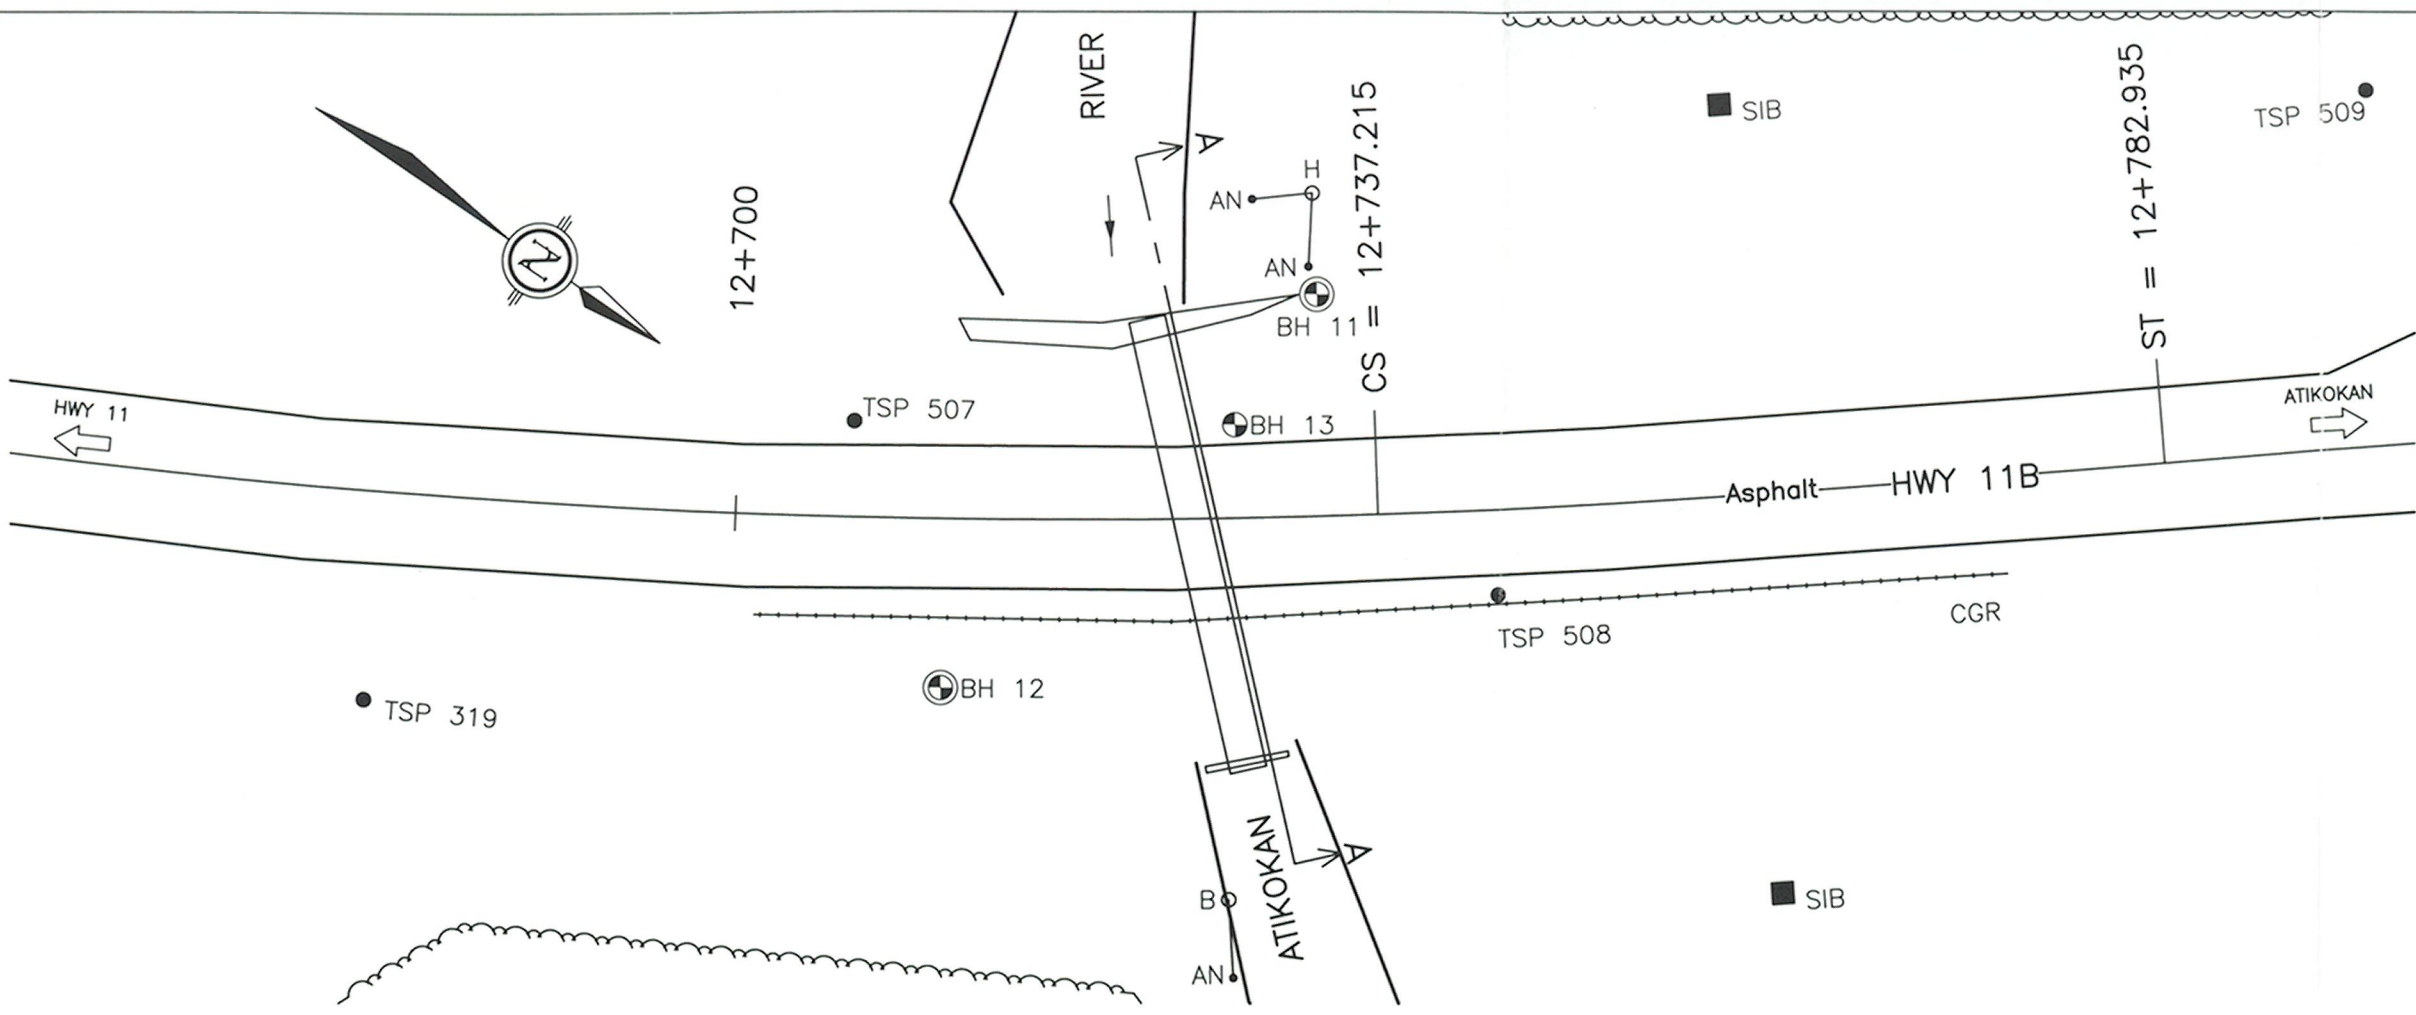 RIVER
A
H
AN
AN
BH 11
12+700
CS = 12+737.215
SIB
ST = 12+782.935
TSP 509
N
HWY 11
TSP 507
BH 13
ATIKOKAN
Asphalt
HWY 11B
TSP 508
CGR
TSP 319
BH 12
ATIKOKAN
A
B
AN
SIB